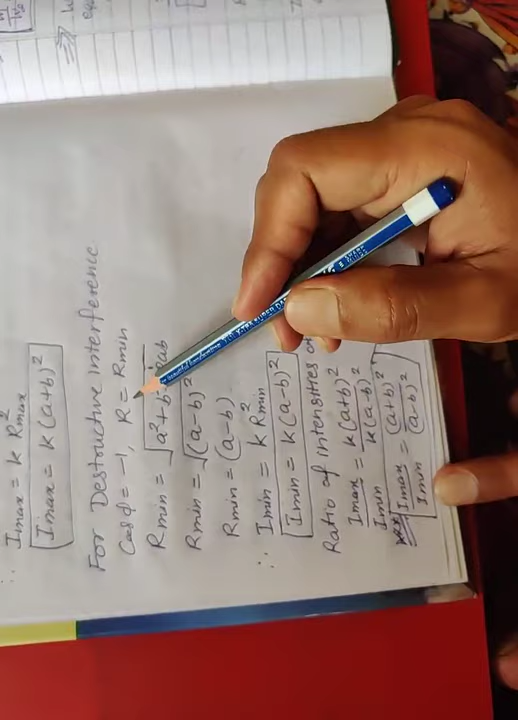 ∴ Imax = K R²max
Imax = K (a+b)²
For Destructive Interference
Cosϕ = -1, R = Rmin
Rmin = √a²+b² 2ab
Rmin = √(a-b)²
Rmin = (a-b)
∴ Imin = K R²min
Imin = K (a-b)²
Ratio of intensities
Imax/Imin = K(a+b)²/K(a-b)²
Imax/Imin = (a+b)²/(a-b)²